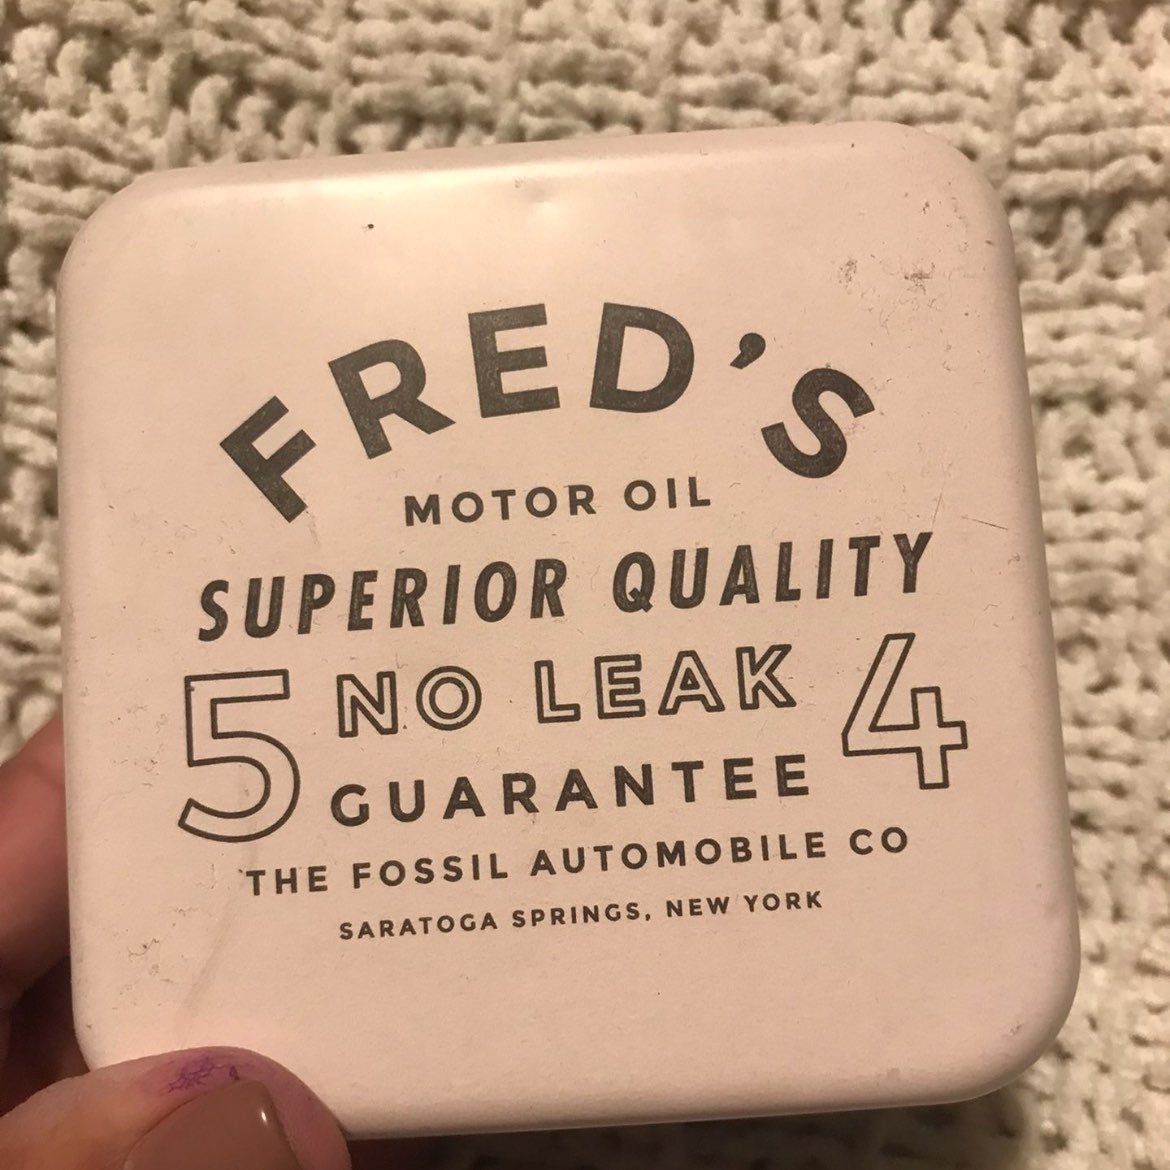 FRED'S
MOTOR OIL
SUPERIOR QUALITY
5 NO LEAK 4
GUARANTEE
THE FOSSIL AUTOMOBILE CO
SARATOGA SPRINGS, NEW YORK